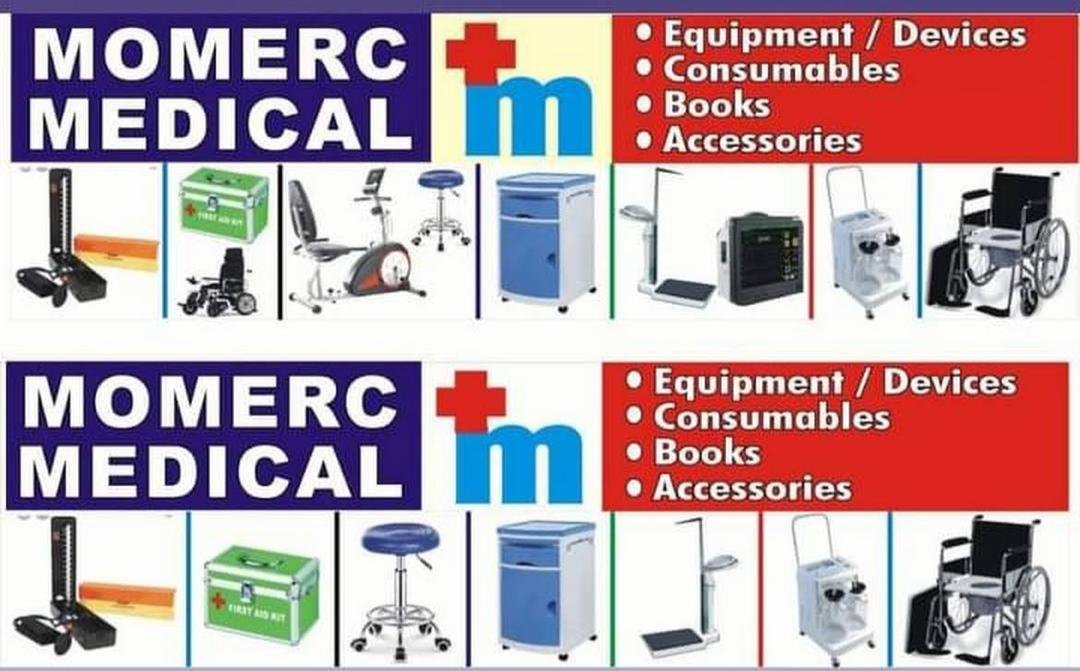 MOMERC
MEDICAL
m
• Equipment / Devices
• Consumables
• Books
• Accessories
FIRST AID KIT
MOMERC
MEDICAL
m
• Equipment / Devices
• Consumables
• Books
• Accessories
FIRST AID KIT